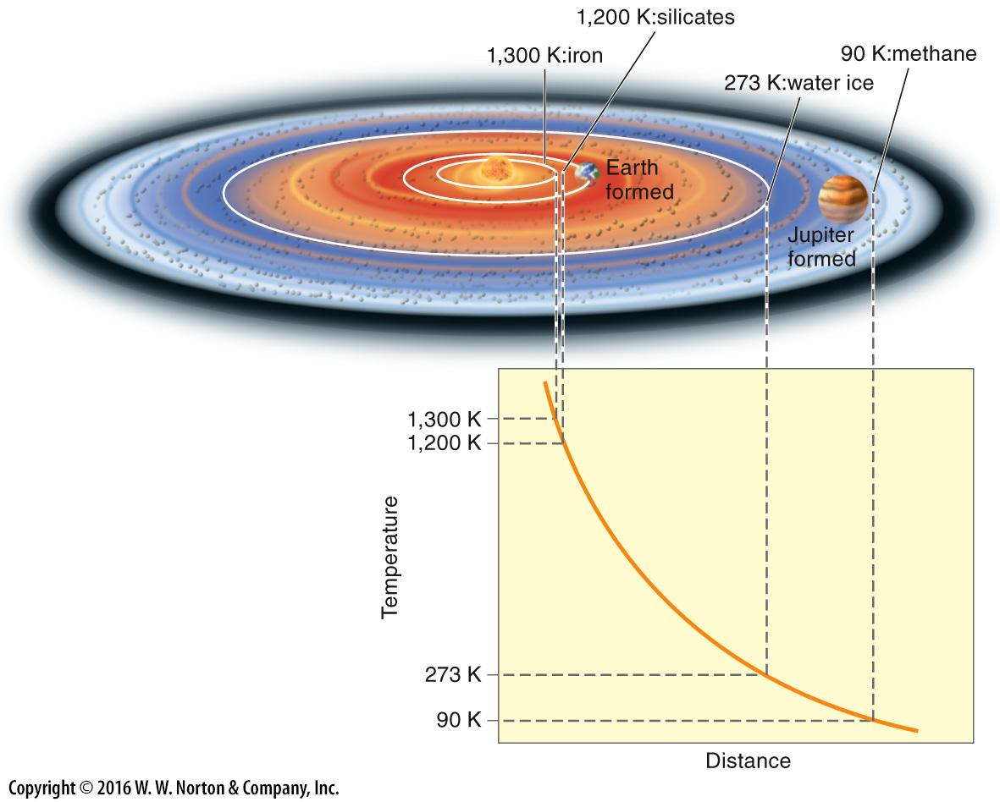 1,200 K:silicates
1,300 K:iron
90 K:methane
273 K:water ice
Earth
formed
Jupiter
formed
1,300 K
1,200 K
Temperature
273 K
90 K
Distance
Copyright © 2016 W. W. Norton & Company, Inc.